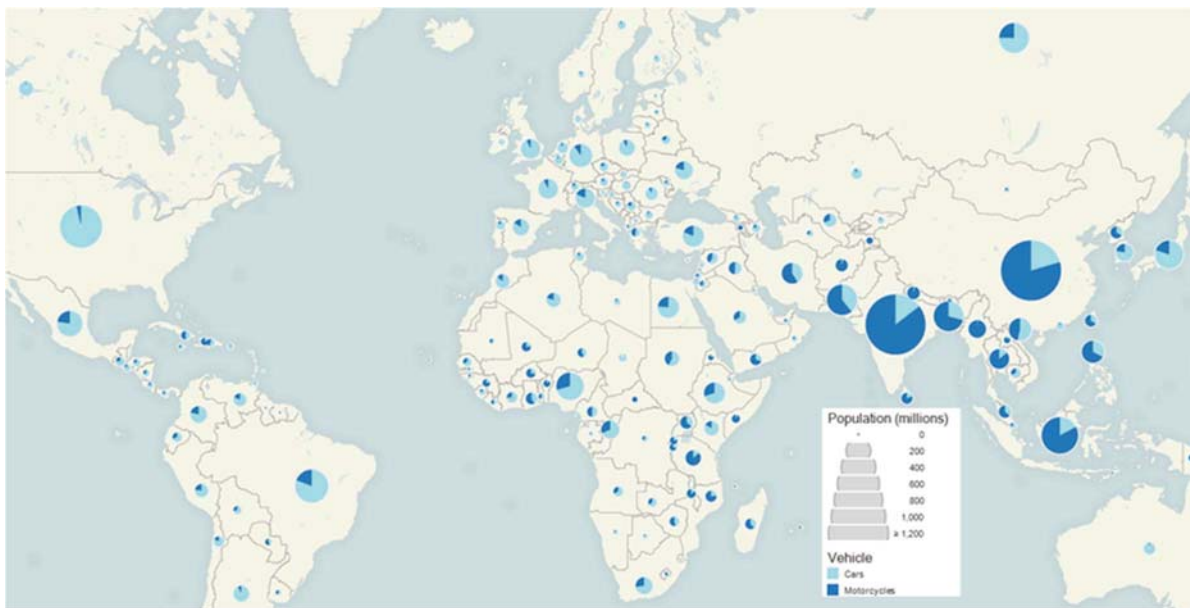 Population (millions)
0
200
400
600
800
1,000
≥ 1,200
Vehicle
Cars
Motorcycles